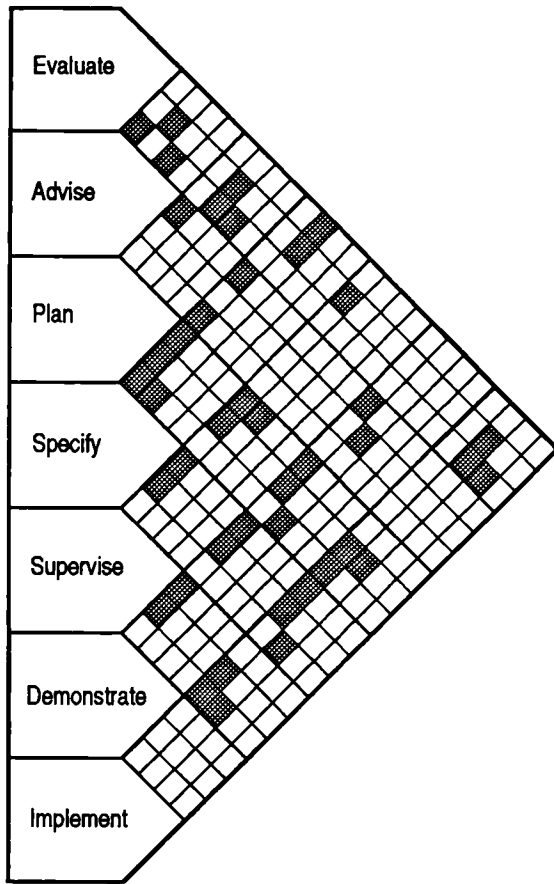 Evaluate
Advise
Plan
Specify
Supervise
Demonstrate
Implement